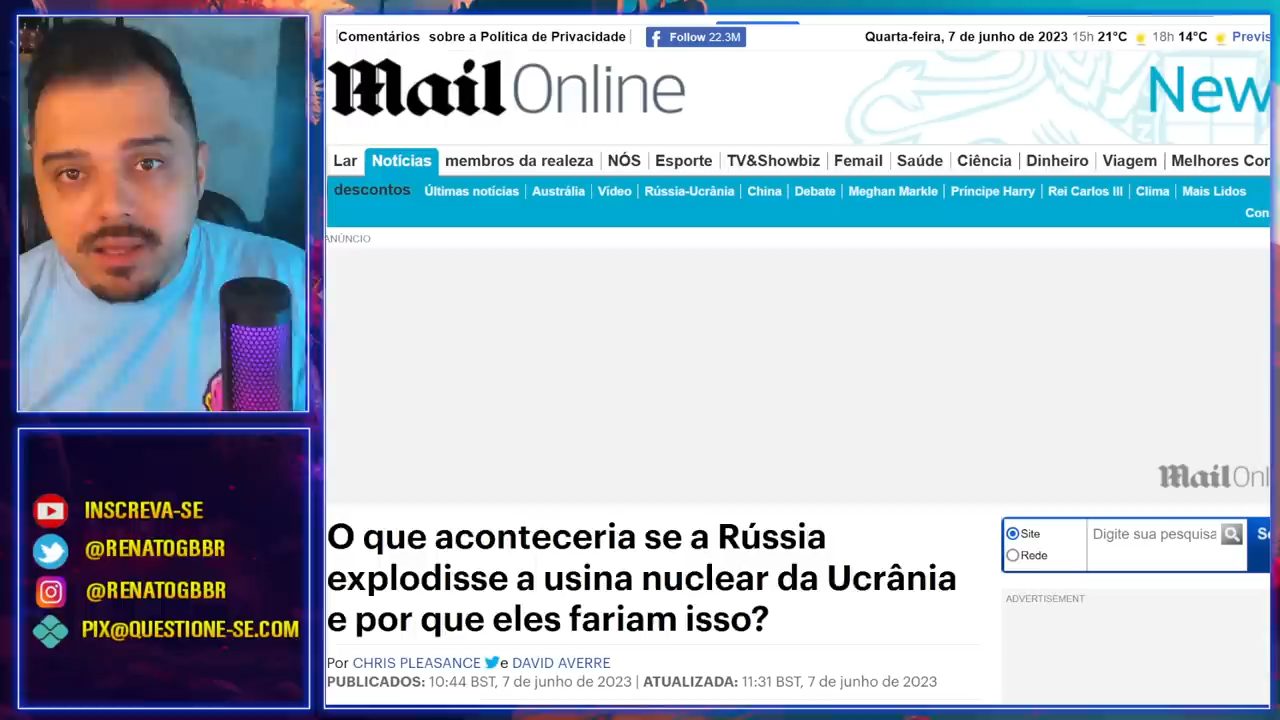 Comentários sobre a Política de Privacidade
Follow 22.3M
Quarta-feira, 7 de junho de 2023 15h 21°C 18h 14°C Previs
Mail Online
New
Lar Notícias membros da realeza NÓS Esporte TV&Showbiz Femail Saúde Ciência Dinheiro Viagem Melhores Cor
descontos Últimas notícias Austrália Vídeo Rússia-Ucrânia China Debate Meghan Markle Príncipe Harry Rei Carlos III Clima Mais Lidos
Con
ANÚNCIO
Mail Onl
O que aconteceria se a Rússia
explodisse a usina nuclear da Ucrânia
e por que eles fariam isso?
Por CHRIS PLEASANCE e DAVID AVERRE
PUBLICADOS: 10:44 BST, 7 de junho de 2023 | ATUALIZADA: 11:31 BST, 7 de junho de 2023
Site
Rede
Digite sua pesquisa
Se
ADVERTISEMENT
INSCREVA-SE
@RENATOGBBR
@RENATOGBBR
PIX@QUESTIONE-SE.COM